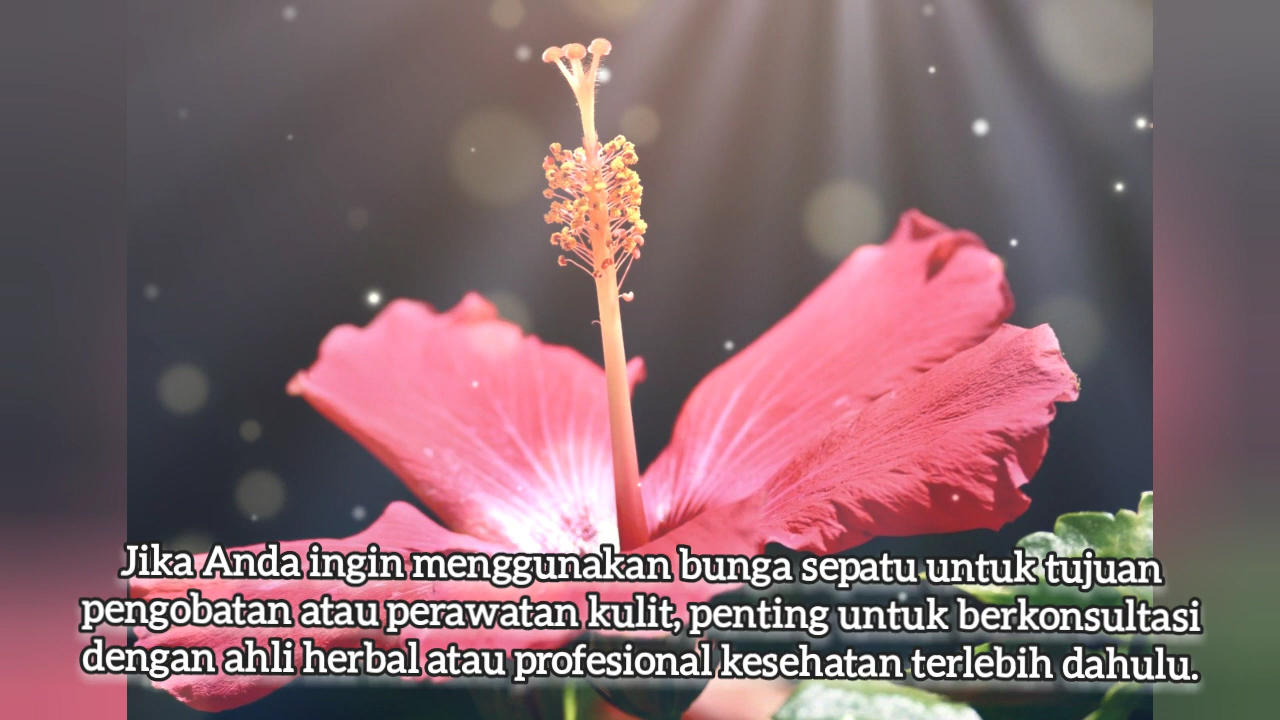 Jika Anda ingin menggunakan bunga sepatu untuk tujuan
pengobatan atau perawatan kulit, penting untuk berkonsultasi
dengan ahli herbal atau profesional kesehatan terlebih dahulu.